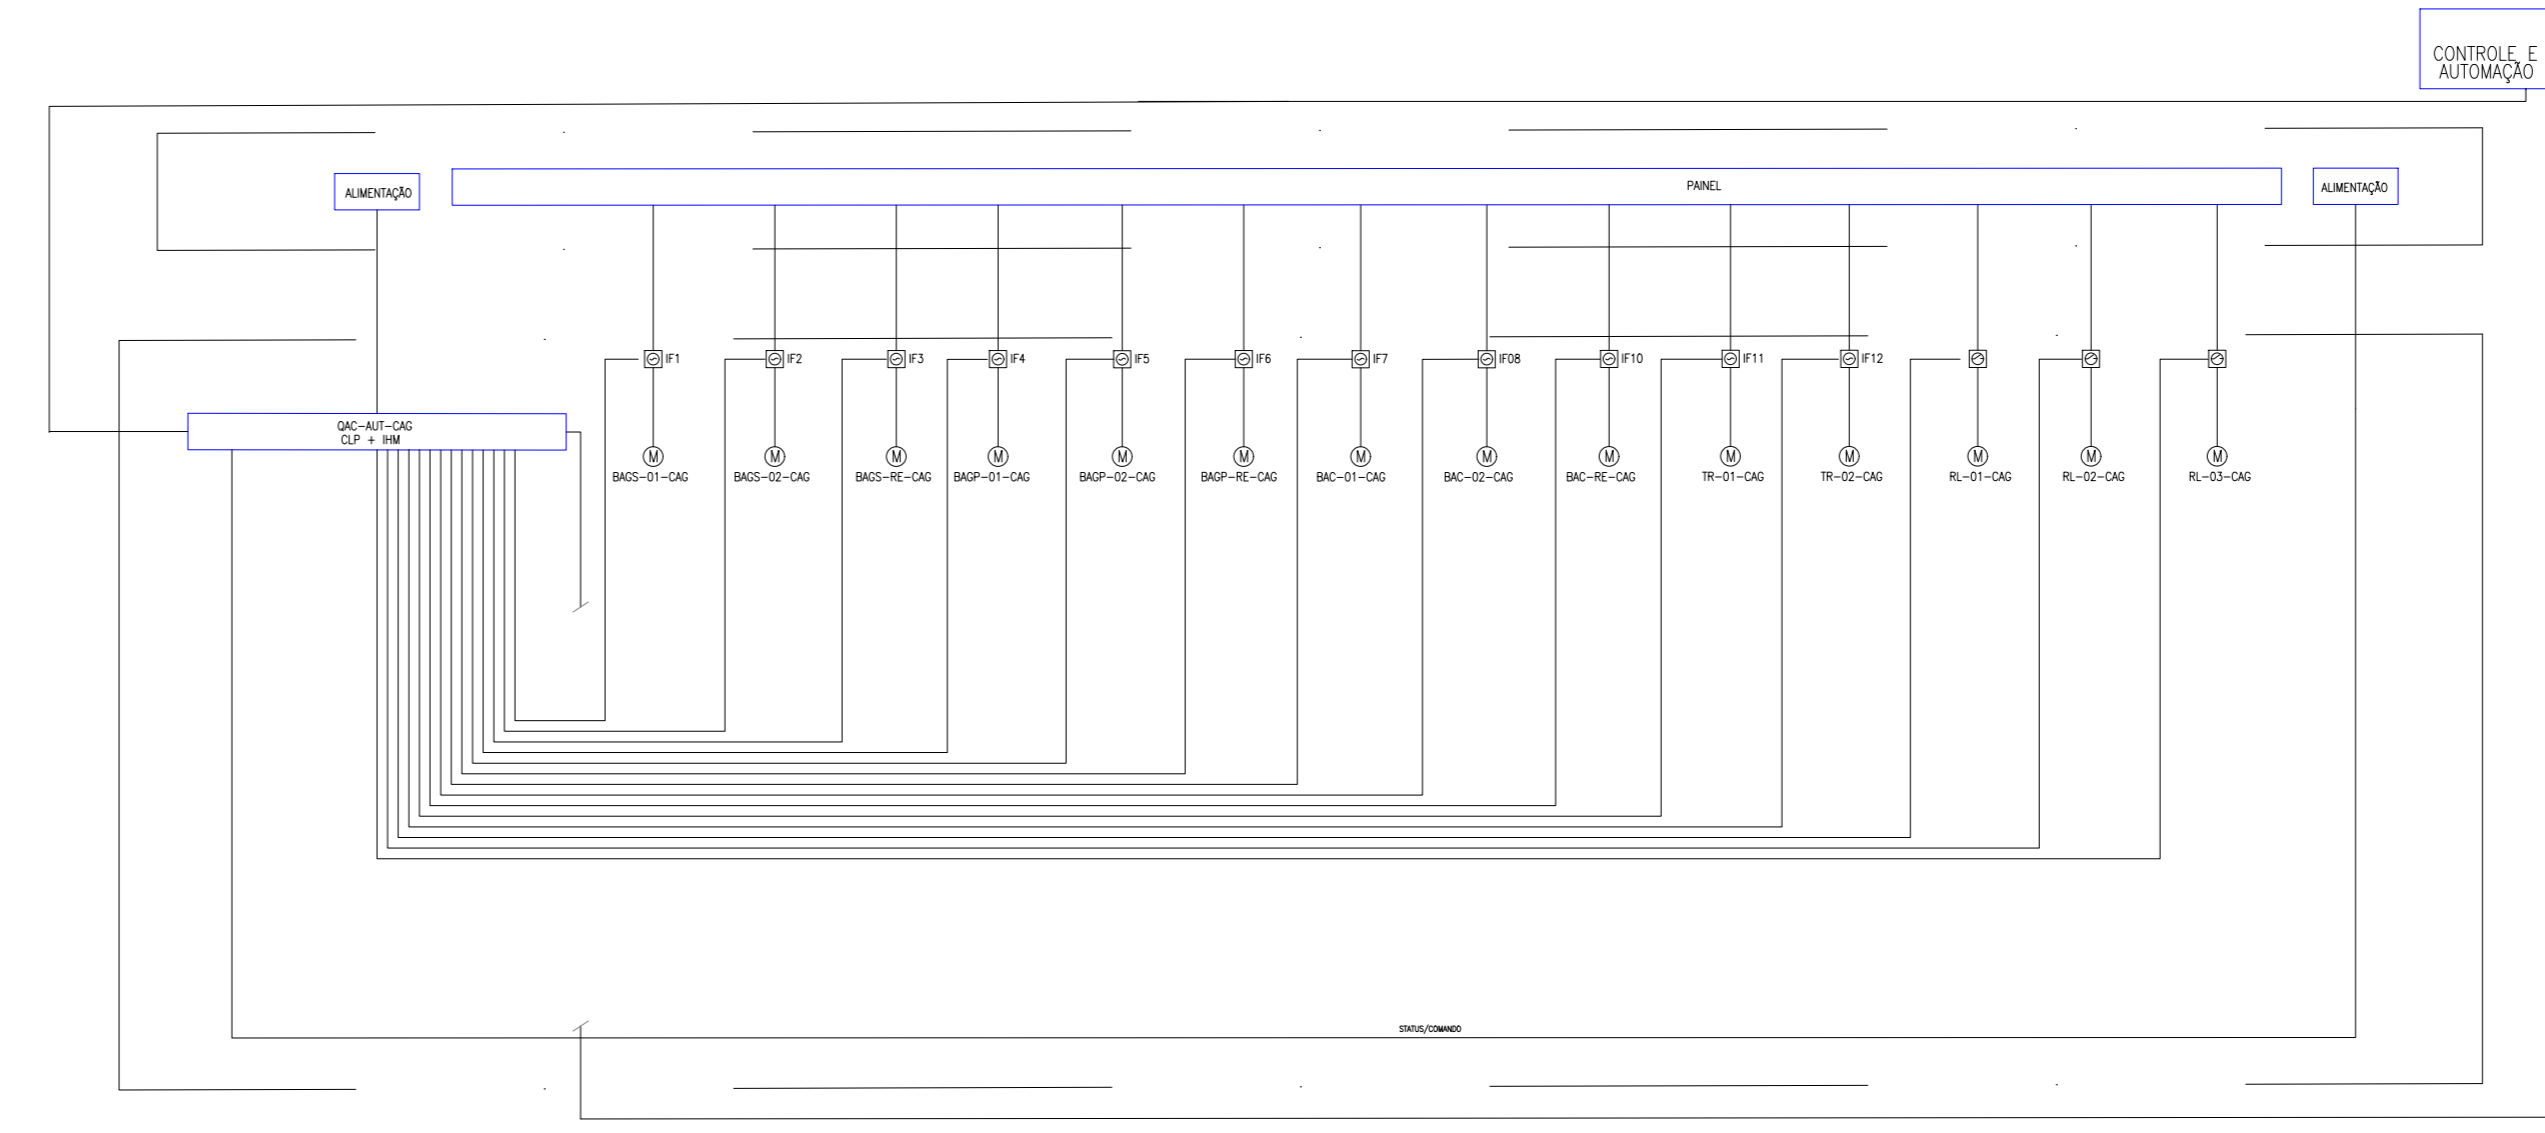 CONTROLE E
AUTOMAÇÃO
ALIMENTAÇÃO
PAINEL
ALIMENTAÇÃO
IF1
IF2
IF3
IF4
IF5
IF6
IF7
IF08
IF10
IF11
IF12
QAC-AUT-CAG
CLP + IHM
M
M
M
M
M
M
M
M
M
M
M
M
M
M
BAGS-01-CAG
BAGS-02-CAG
BAGS-RE-CAG
BAGP-01-CAG
BAGP-02-CAG
BAGP-RE-CAG
BAC-01-CAG
BAC-02-CAG
BAC-RE-CAG
TR-01-CAG
TR-02-CAG
RL-01-CAG
RL-02-CAG
RL-03-CAG
STATUS/COMANDO